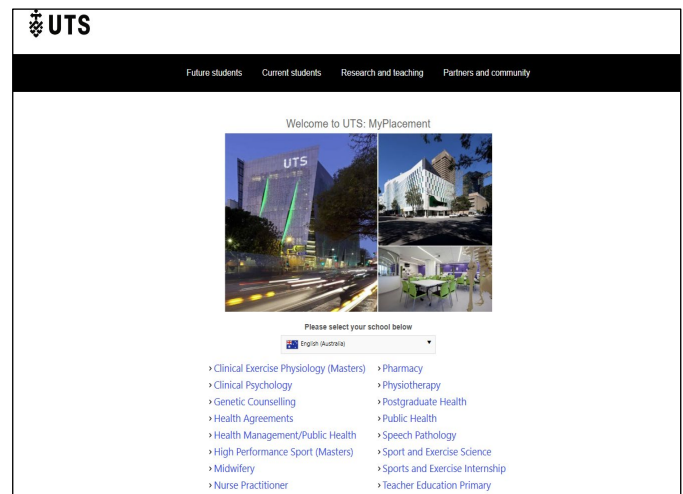 UTS
Future students Current students Research and teaching Partners and community
Welcome to UTS: MyPlacement
UTS
Please select your school below
English (Australia)
› Clinical Exercise Physiology (Masters)
› Clinical Psychology
› Genetic Counselling
› Health Agreements
› Health Management/Public Health
› High Performance Sport (Masters)
› Midwifery
› Nurse Practitioner
› Pharmacy
› Physiotherapy
› Postgraduate Health
› Public Health
› Speech Pathology
› Sport and Exercise Science
› Sports and Exercise Internship
› Teacher Education Primary